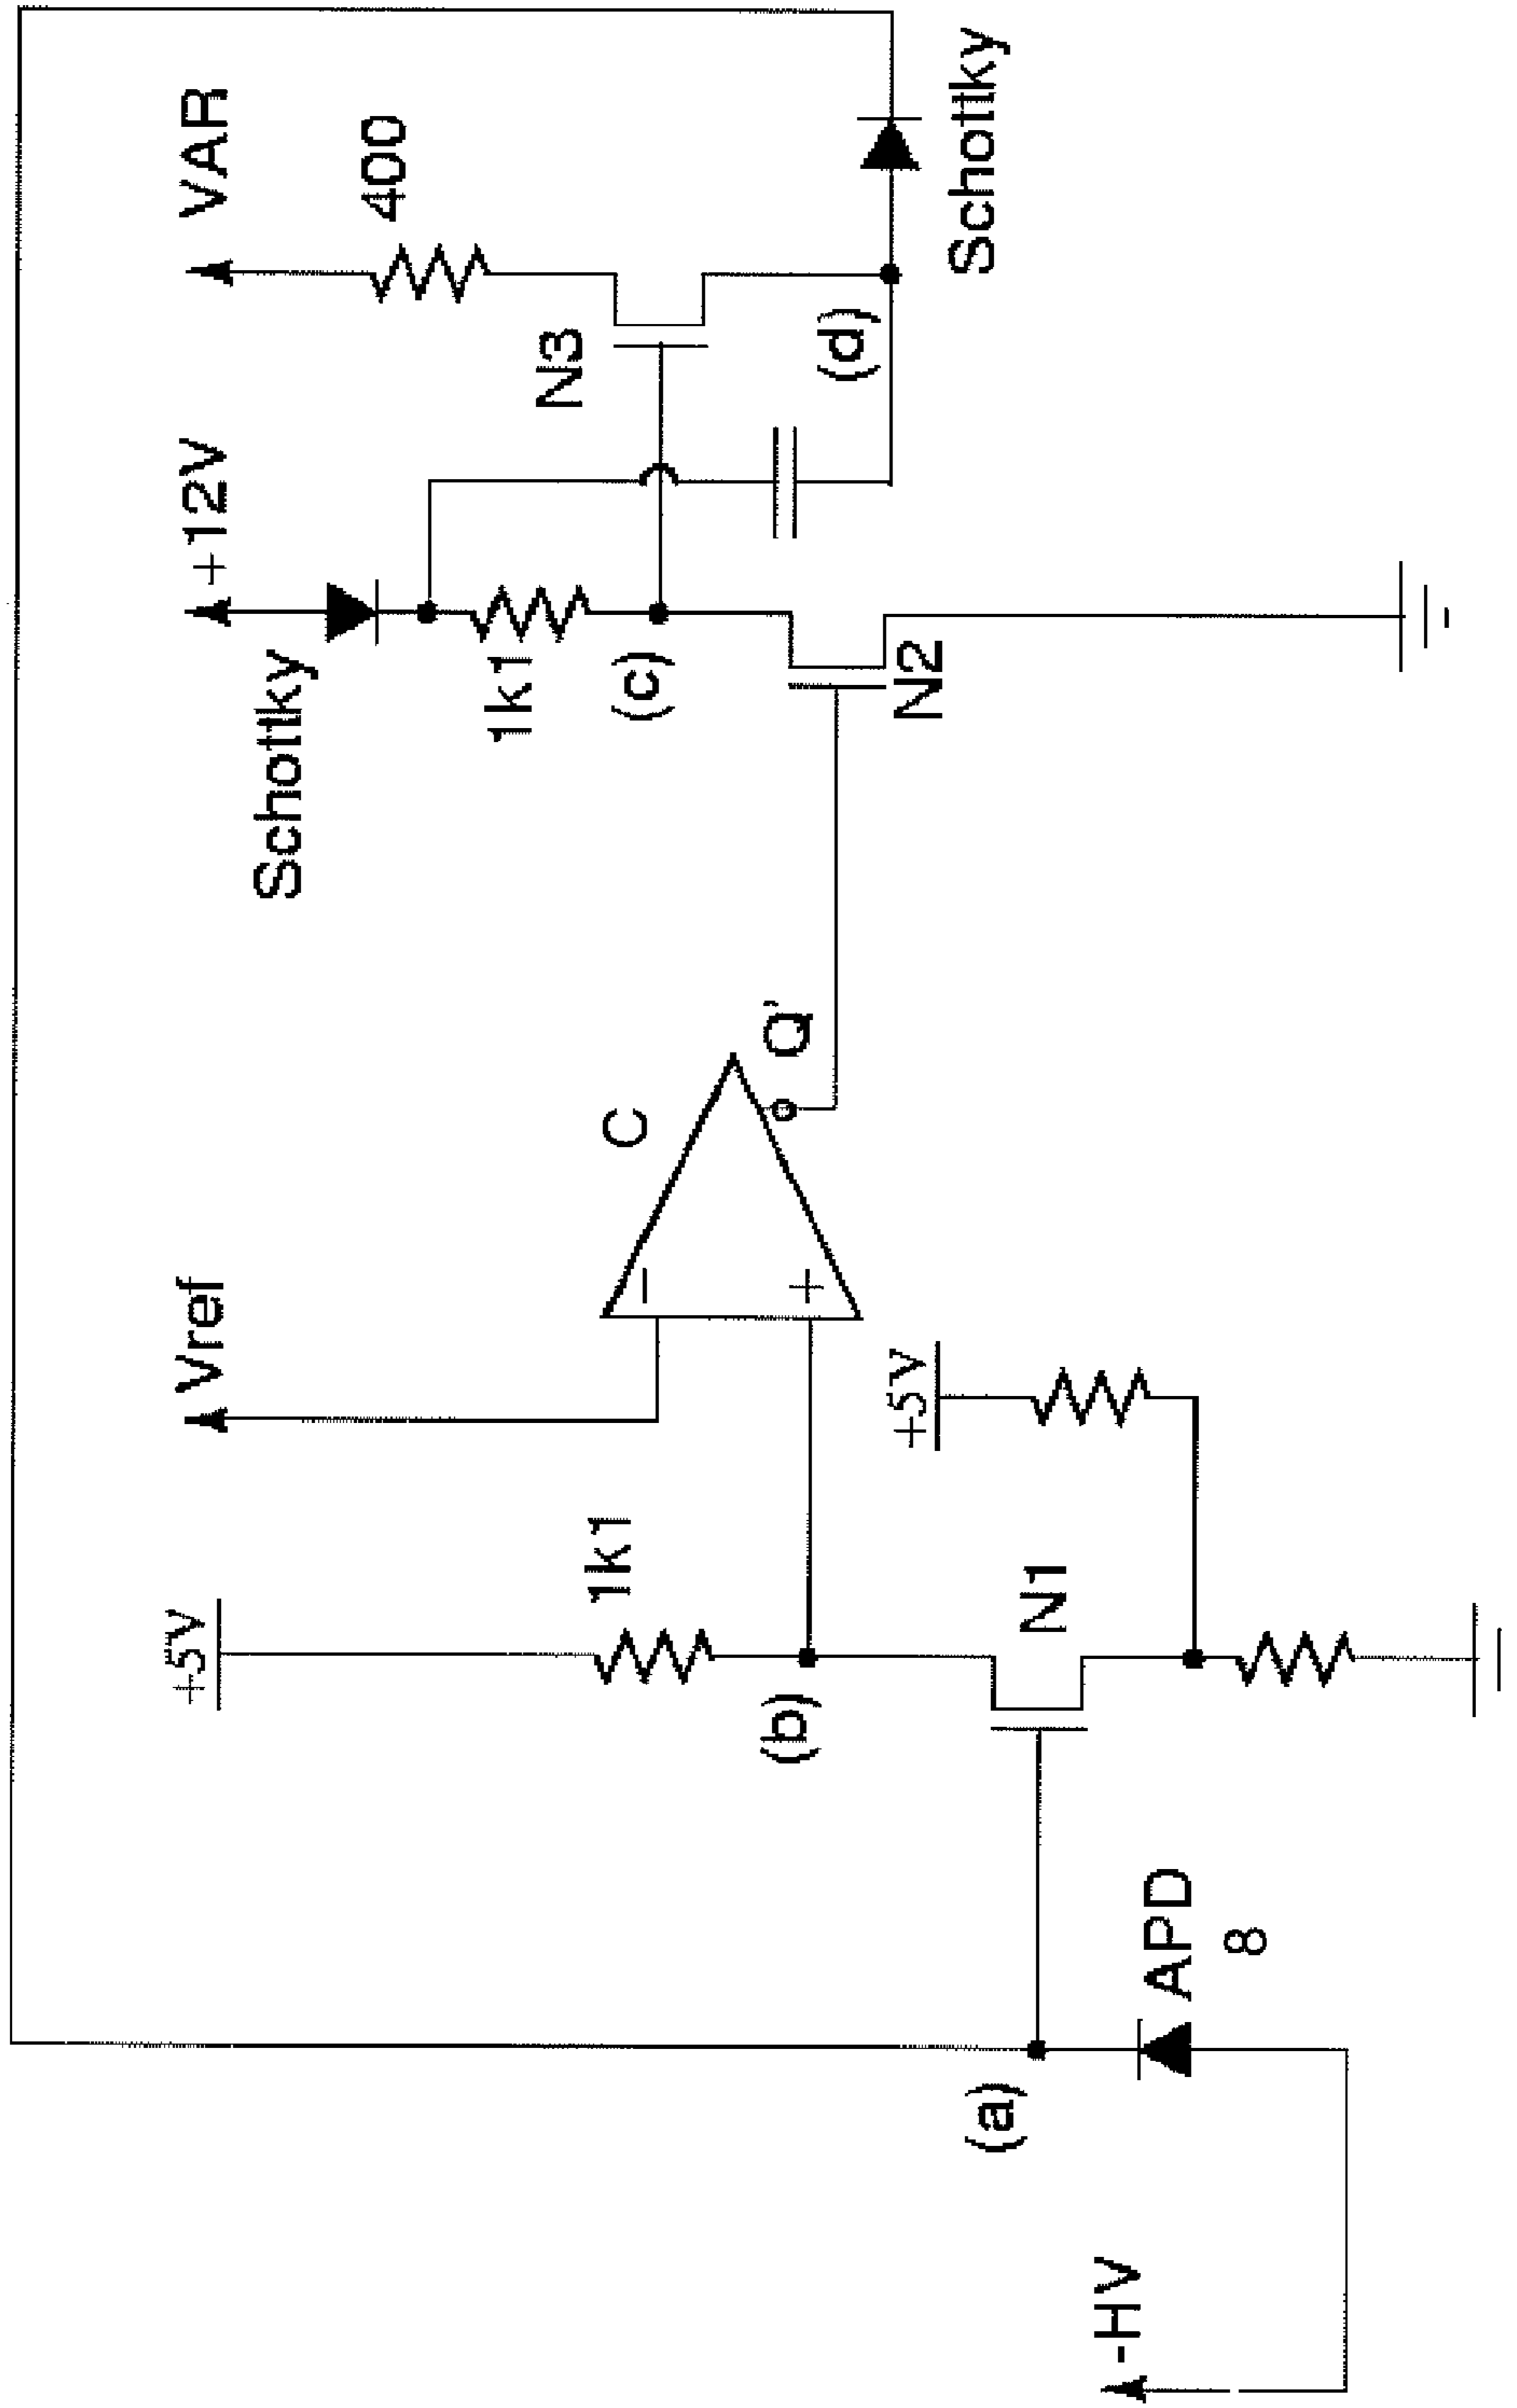 +5V
Vref
+12V
VAR
Schottky
400
1k1
N3
1k1
C
(c)
(b)
-
+
Q'
(d)
+5V
N2
Schottky
(a)
N1
-HV
APD
8